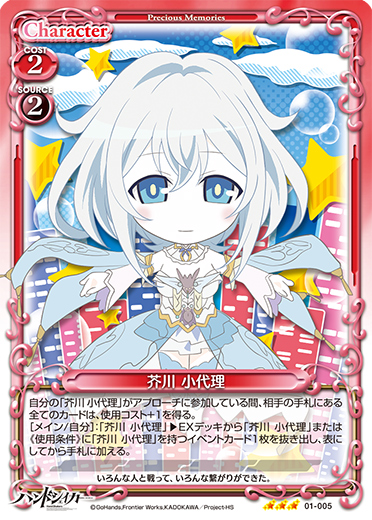 Precious Memories
Character
COST
2
SOURCE
2
芥川 小代理
自分の「芥川 小代理」がアプローチに参加している間、相手の手札にある
全てのカードは、使用コスト+1を得る。
[メイン/自分]:「芥川 小代理」▶EXデッキから「芥川 小代理」または
《使用条件》に「芥川 小代理」を持つイベントカード1枚を抜き出し、表に
してから手札に加える。
いろんな人と戦って、いろんな繋がりができた。
ハンドシェイカー
©GoHands,Frontier Works,KADOKAWA/Project-HS
★★★ 01-005